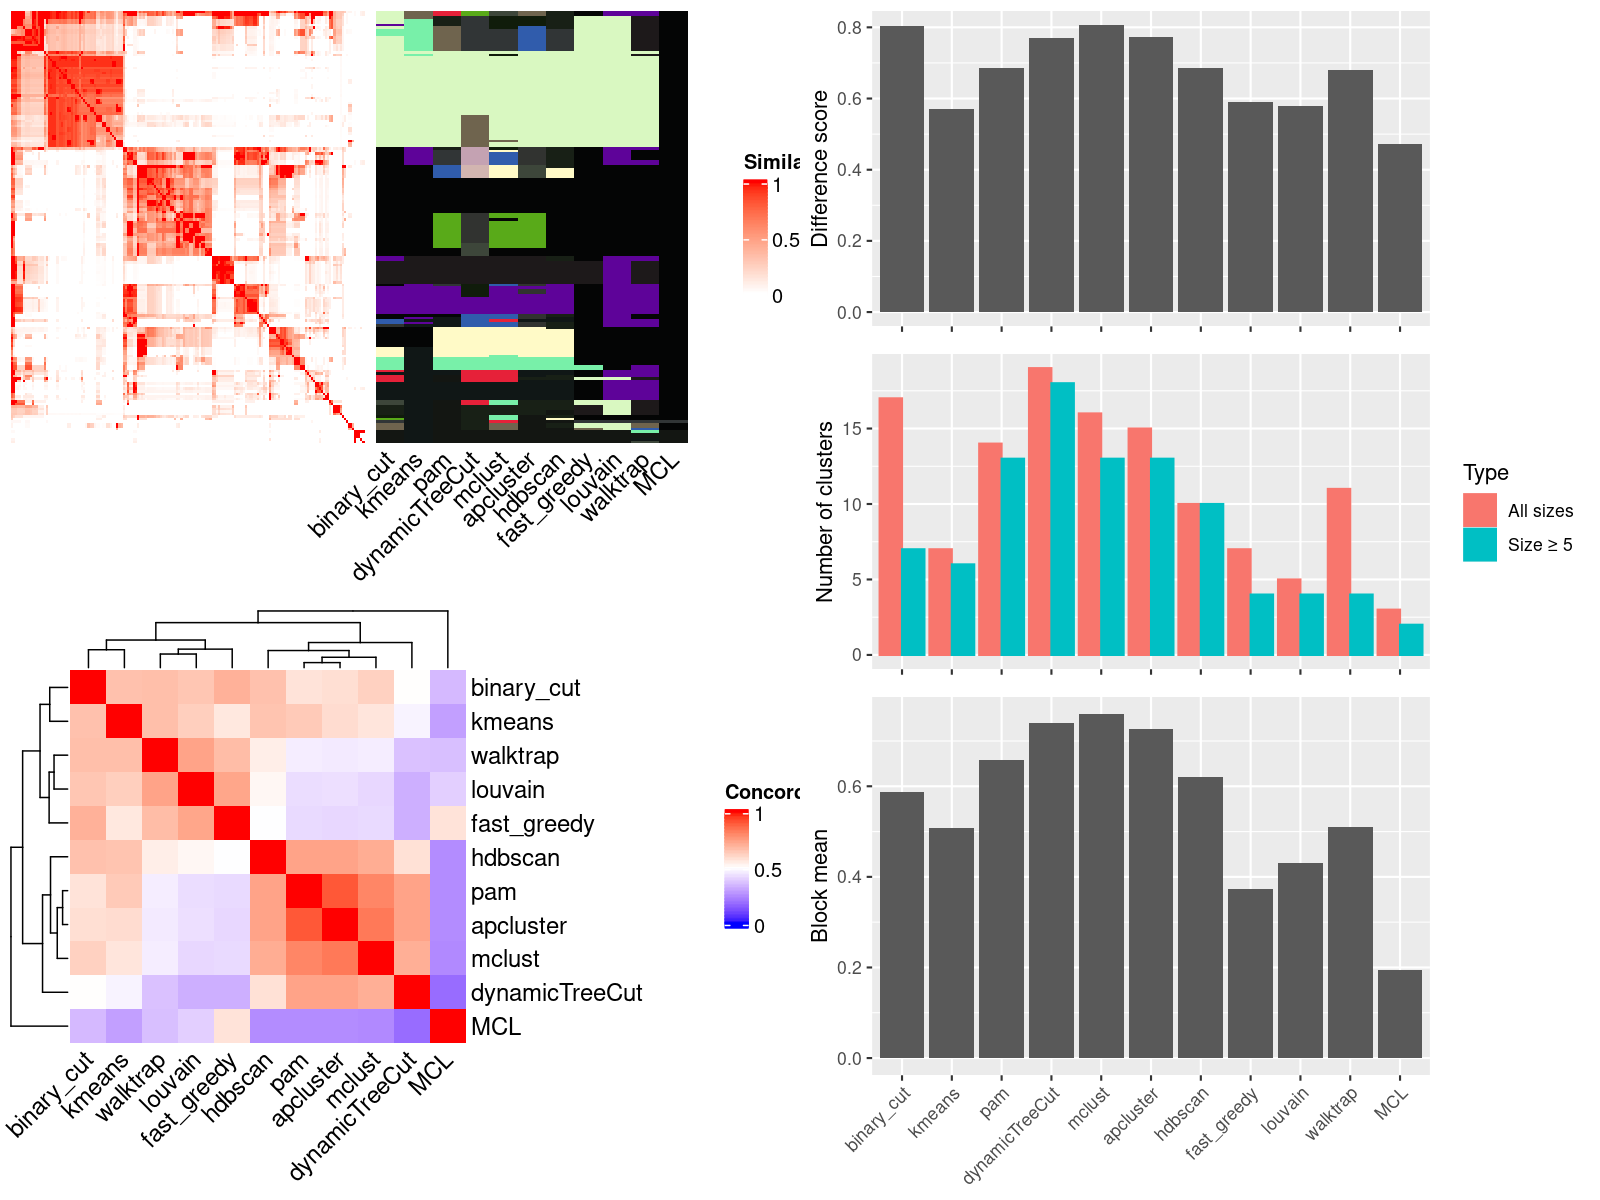 Simila
1
0.5
0
binary_cut
kmeans
pam
dynamicTreeCut
mclust
apcluster
hdbscan
fast_greedy
louvain
walktrap
MCL
binary_cut
kmeans
walktrap
louvain
fast_greedy
hdbscan
pam
apcluster
mclust
dynamicTreeCut
MCL
binary_cut
kmeans
walktrap
louvain
fast_greedy
hdbscan
pam
apcluster
mclust
dynamicTreeCut
MCL
Concord
1
0.5
0
Difference score
0.8
0.6
0.4
0.2
0.0
Number of clusters
15
10
5
0
Type
All sizes
Size ≥ 5
Block mean
0.6
0.4
0.2
0.0
binary_cut
kmeans
pam
dynamicTreeCut
mclust
apcluster
hdbscan
fast_greedy
louvain
walktrap
MCL